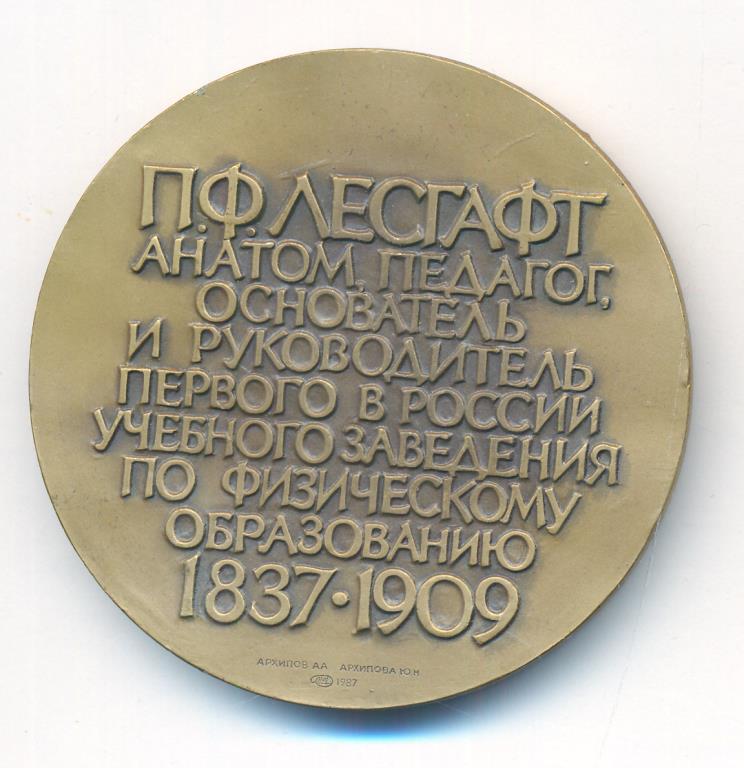 П.Ф. ЛЕСГАФТ
АНАТОМ, ПЕДАГОГ,
ОСНОВАТЕЛЬ
И РУКОВОДИТЕЛЬ
ПЕРВОГО В РОССИИ
УЧЕБНОГО ЗАВЕДЕНИЯ
ПО ФИЗИЧЕСКОМУ
ОБРАЗОВАНИЮ
1837·1909
АРХИПОВ А А АРХИПОВА Ю Н
1987